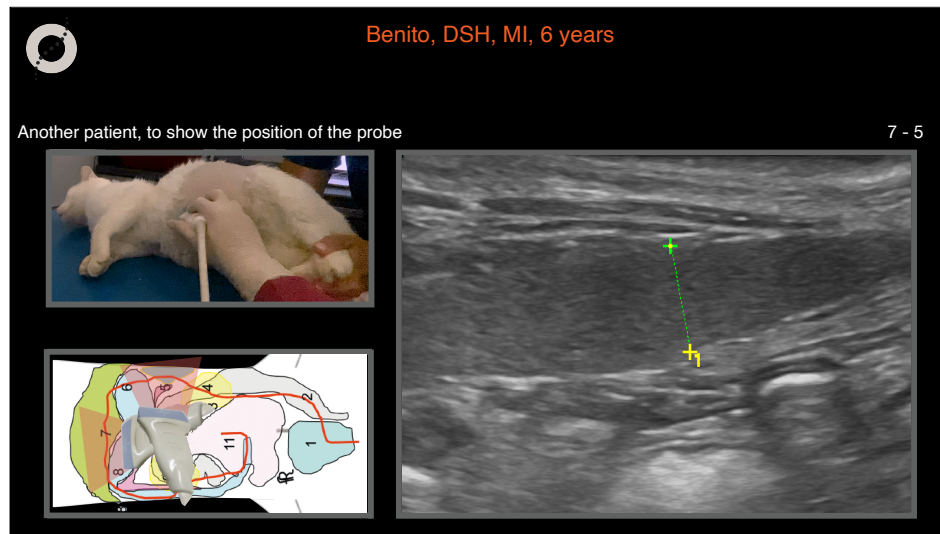 Benito, DSH, MI, 6 years
Another patient, to show the position of the probe
7 - 5
1
6
5
4
3
2
7
11
1
8
R